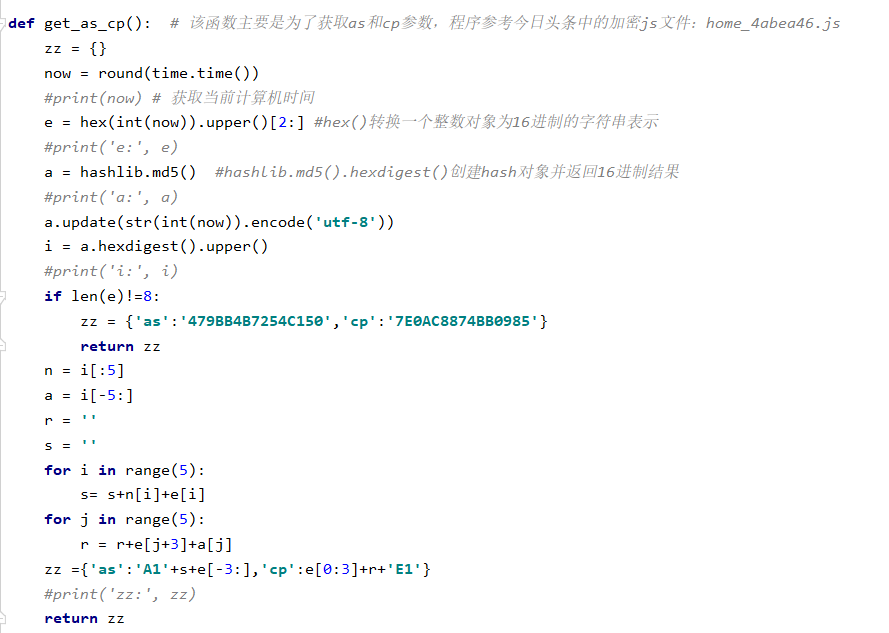 def get_as_cp():  # 该函数主要是为了获取as和cp参数，程序参考今日头条中的加密js文件：home_4abea46.js
    zz = {}
    now = round(time.time())
    #print(now) # 获取当前计算机时间
    e = hex(int(now)).upper()[2:] #hex()转换一个整数对象为16进制的字符串表示
    #print('e:', e)
    a = hashlib.md5()  #hashlib.md5().hexdigest()创建hash对象并返回16进制结果
    #print('a:', a)
    a.update(str(int(now)).encode('utf-8'))
    i = a.hexdigest().upper()
    #print('i:', i)
    if len(e)!=8:
        zz = {'as':'479BB4B7254C150','cp':'7E0AC8874BB0985'}
        return zz
    n = i[:5]
    a = i[-5:]
    r = ''
    s = ''
    for i in range(5):
        s= s+n[i]+e[i]
    for j in range(5):
        r = r+e[j+3]+a[j]
    zz ={'as':'A1'+s+e[-3:],'cp':e[0:3]+r+'E1'}
    #print('zz:', zz)
    return zz